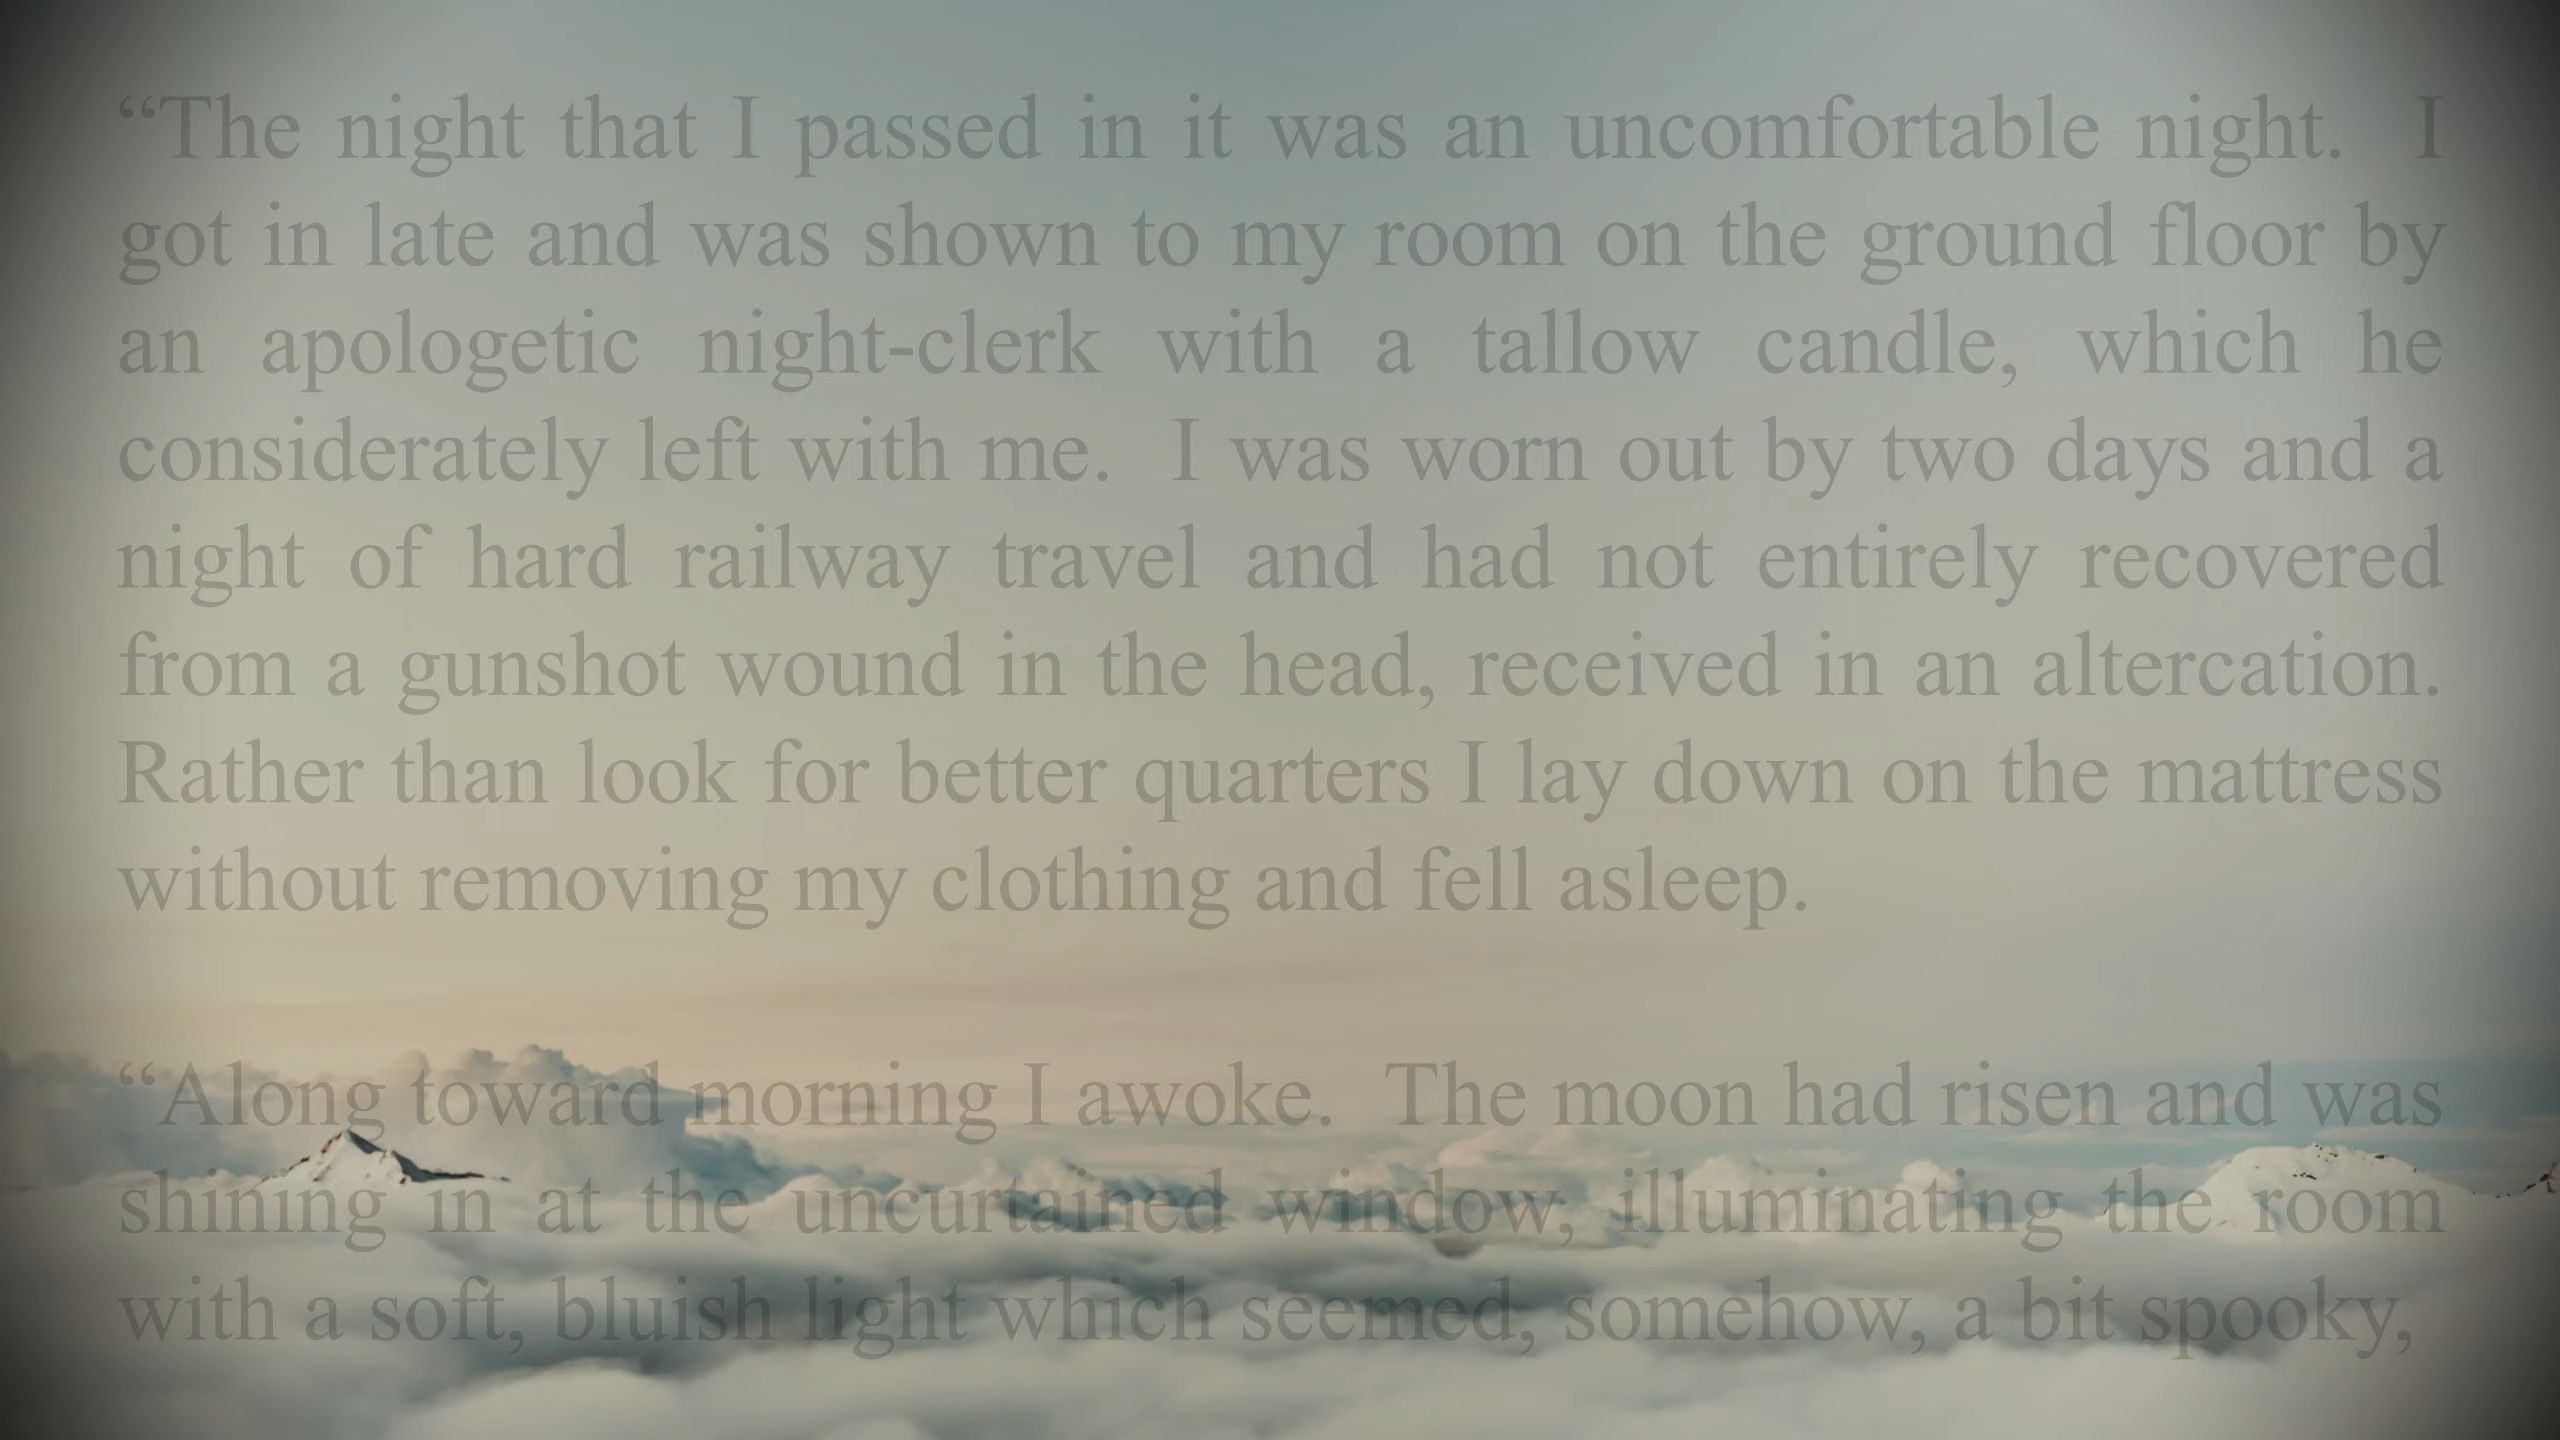 “The night that I passed in it was an uncomfortable night.  I
got in late and was shown to my room on the ground floor by
an apologetic night-clerk with a tallow candle, which he
considerately left with me.  I was worn out by two days and a
night of hard railway travel and had not entirely recovered
from a gunshot wound in the head, received in an altercation.
Rather than look for better quarters I lay down on the mattress
without removing my clothing and fell asleep.
“Along toward morning I awoke.  The moon had risen and was
shining in at the uncurtained window, illuminating the room
with a soft, bluish light which seemed, somehow, a bit spooky,